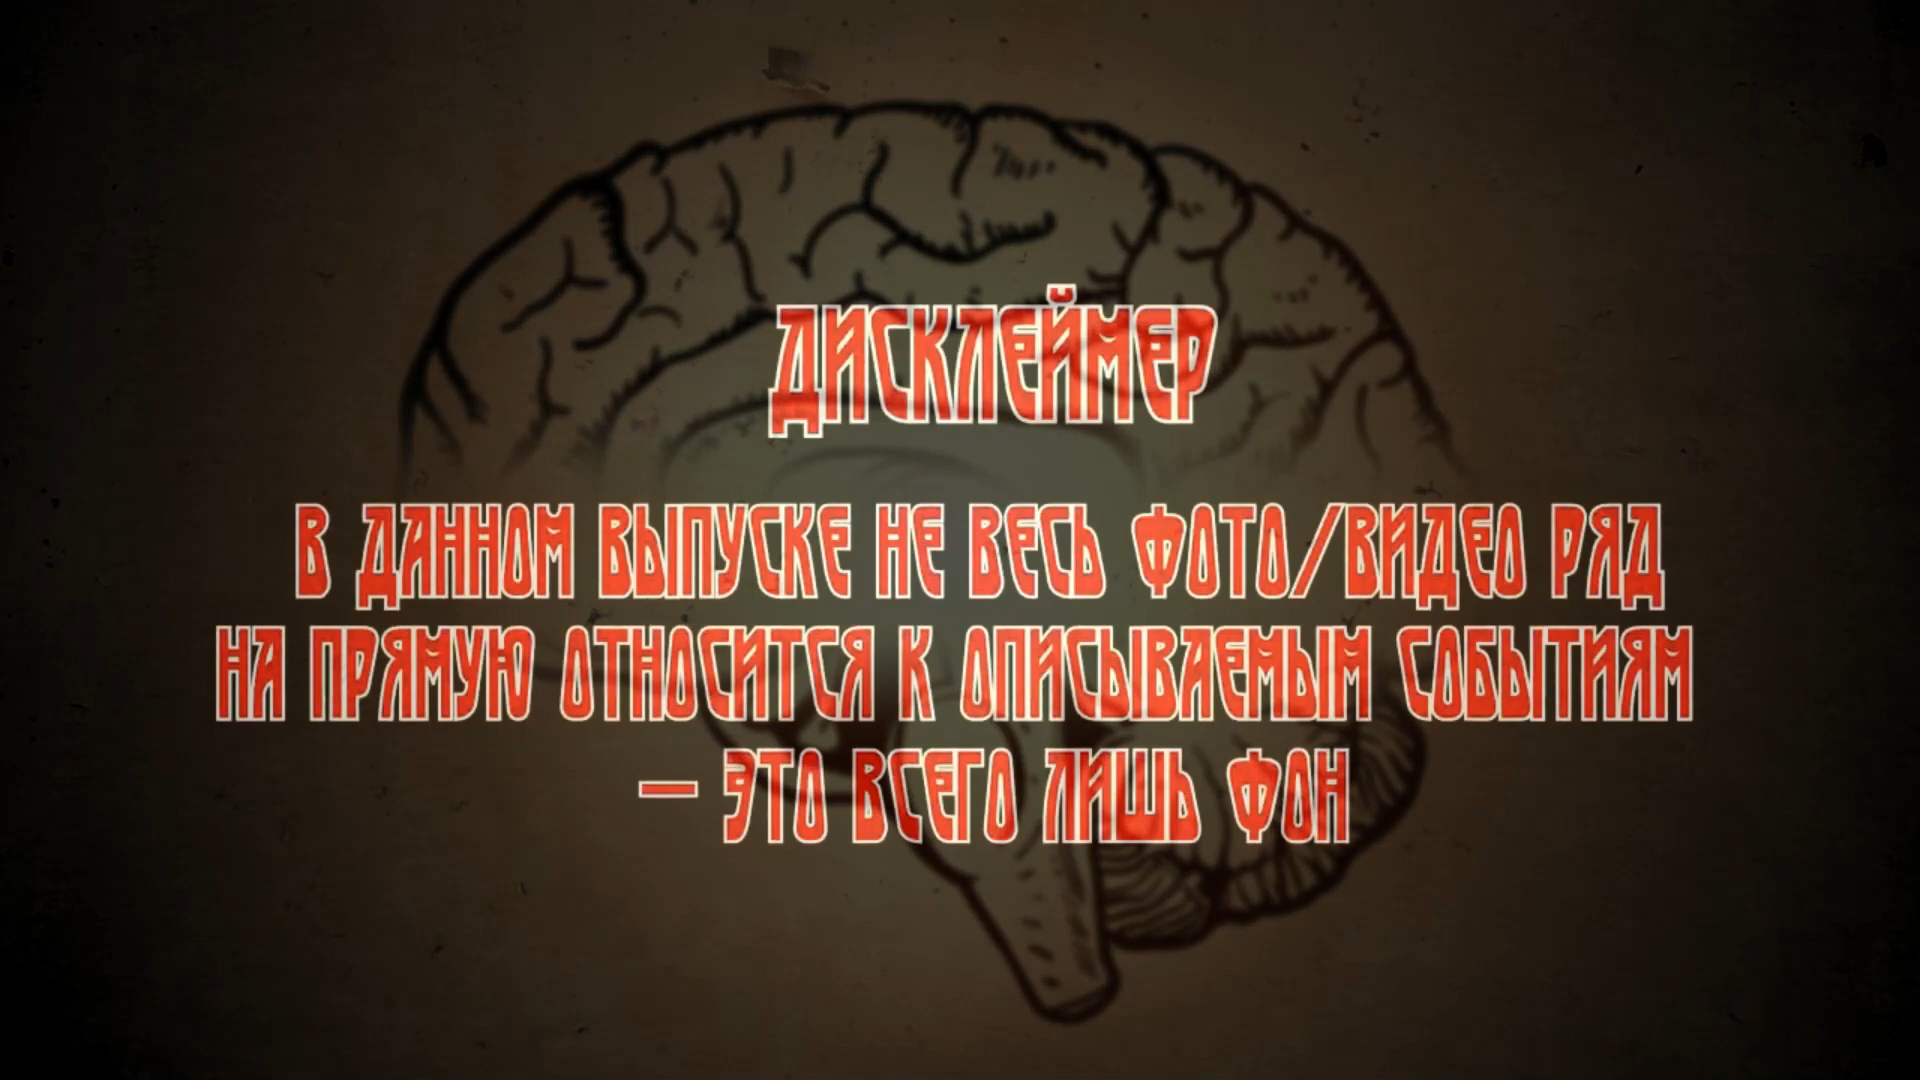 ДИСКЛЕЙМЕР
В ДАННОМ ВЫПУСКЕ НЕ ВЕСЬ ФОТО/ВИДЕО РЯД
НА ПРЯМУЮ ОТНОСИТСЯ К ОПИСЫВАЕМЫМ СОБЫТИЯМ
— ЭТО ВСЕГО ЛИШЬ ФОН